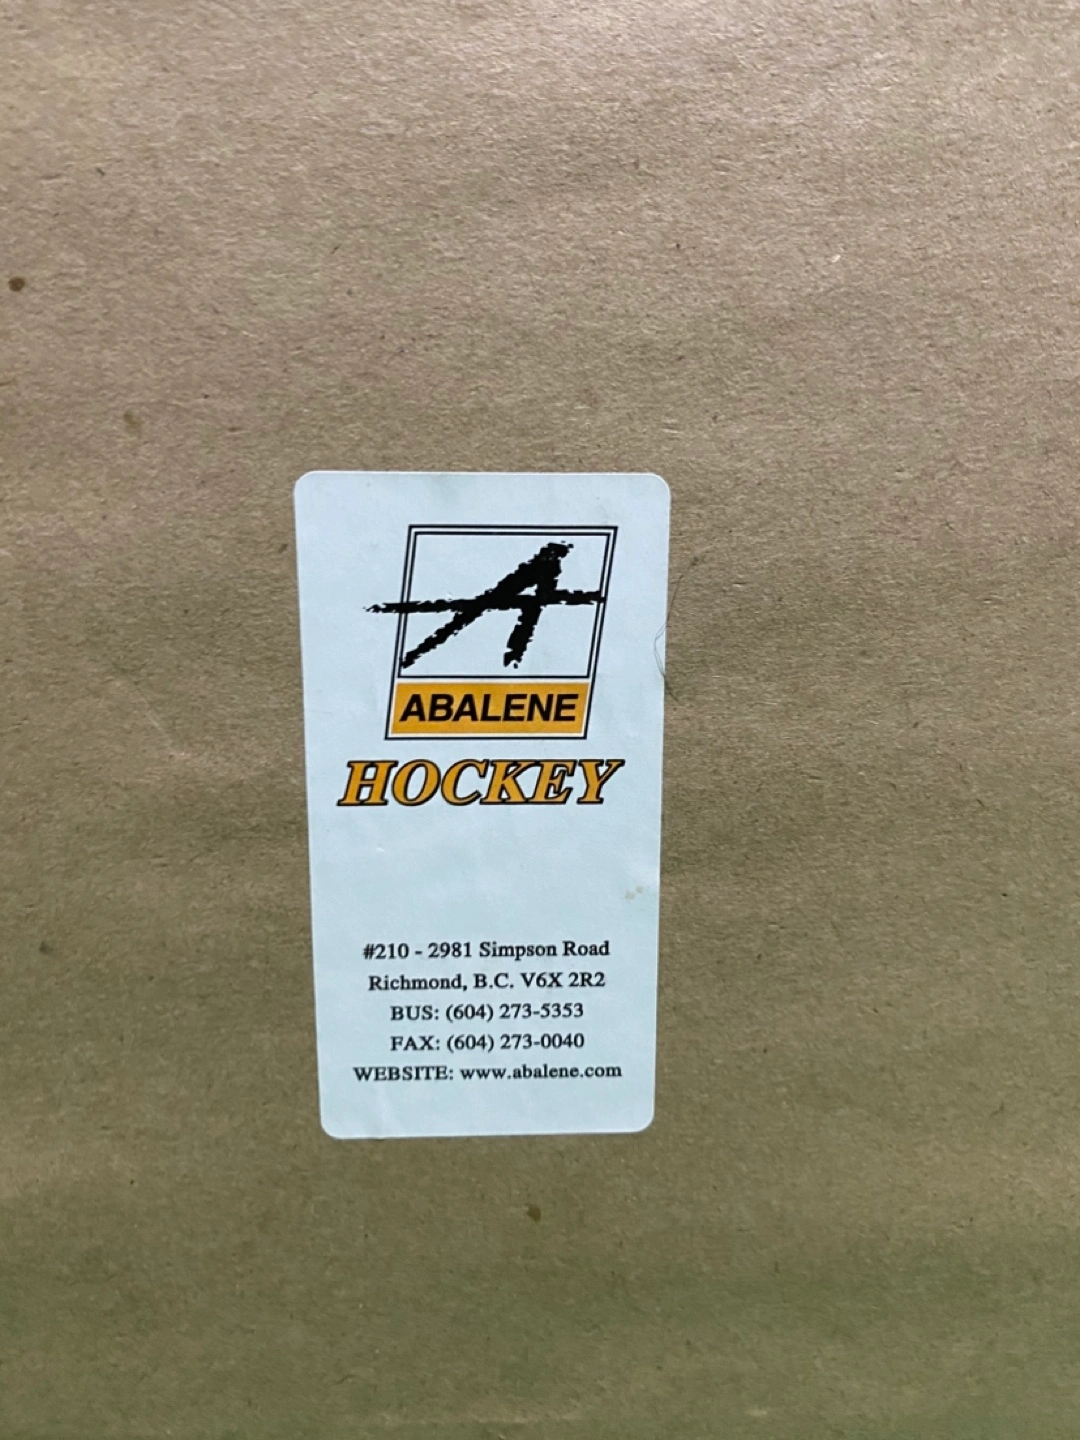 A
ABALENE
HOCKEY
#210 - 2981 Simpson Road
Richmond, B.C. V6X 2R2
BUS: (604) 273-5353
FAX: (604) 273-0040
WEBSITE: www.abalene.com